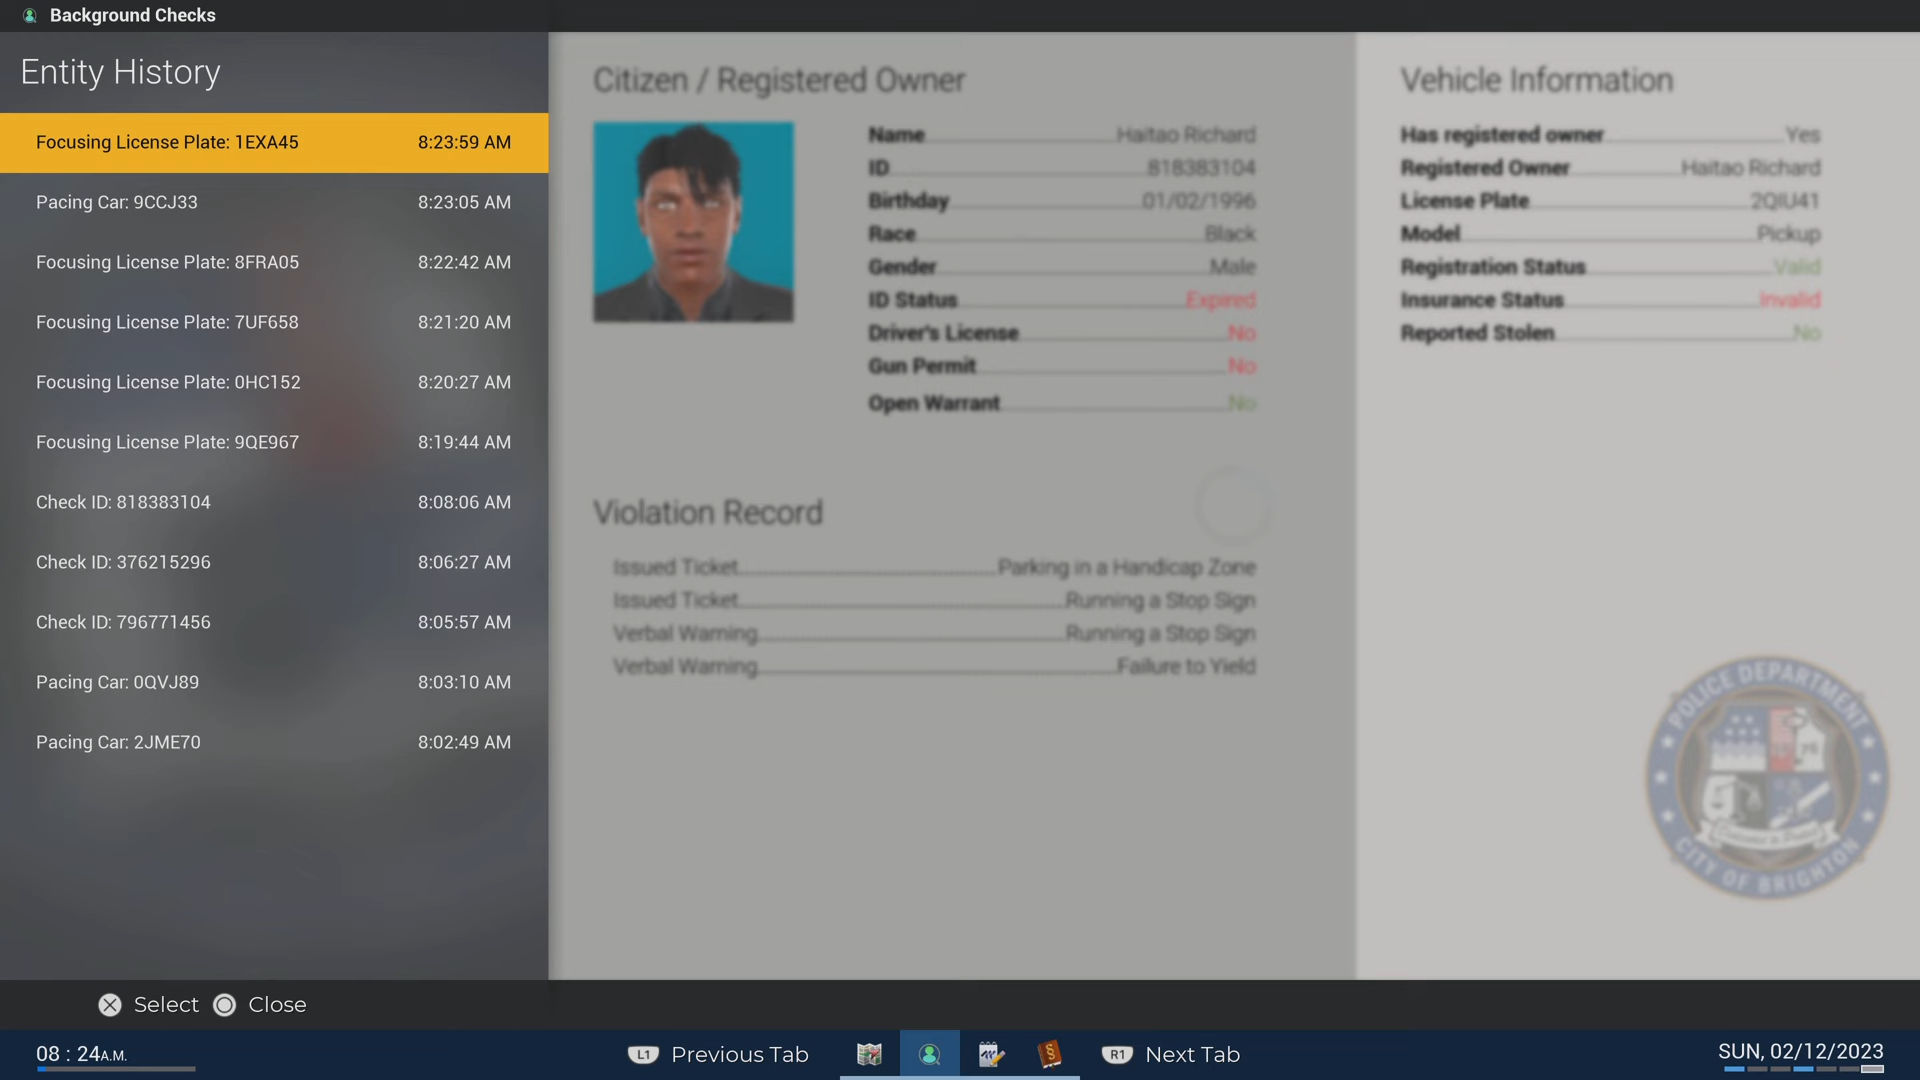 Background Checks
Entity History
Focusing License Plate: 1EXA45 8:23:59 AM
Pacing Car: 9CCJ33 8:23:05 AM
Focusing License Plate: 8FRA05 8:22:42 AM
Focusing License Plate: 7UF658 8:21:20 AM
Focusing License Plate: 0HC152 8:20:27 AM
Focusing License Plate: 9QE967 8:19:44 AM
Check ID: 818383104 8:08:06 AM
Check ID: 376215296 8:06:27 AM
Check ID: 796771456 8:05:57 AM
Pacing Car: 0QVJ89 8:03:10 AM
Pacing Car: 2JME70 8:02:49 AM
Citizen / Registered Owner
Name Haitao Richard
ID 818383104
Birthday 01/02/1996
Race Black
Gender Male
ID Status Expired
Driver's License No
Gun Permit No
Open Warrant No
Violation Record
Issued Ticket Parking in a Handicap Zone
Issued Ticket Running a Stop Sign
Verbal Warning Running a Stop Sign
Verbal Warning Failure to Yield
Vehicle Information
Has registered owner Yes
Registered Owner Haitao Richard
License Plate 2QIU41
Model Pickup
Registration Status Valid
Insurance Status Invalid
Reported Stolen No
POLICE DEPARTMENT
CITY OF BRIGHTON
Select Close
08 : 24 A.M.
L1 Previous Tab
R1 Next Tab
SUN, 02/12/2023